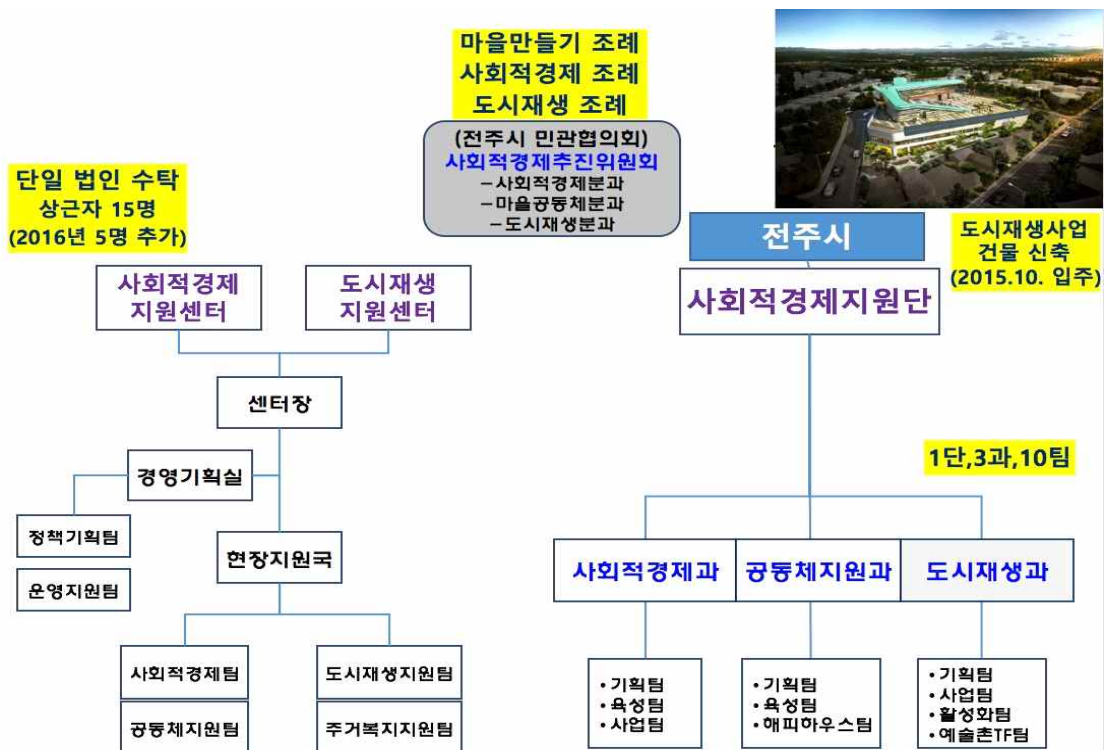 마을만들기 조례
사회적경제 조례
도시재생 조례
(전주시 민관협의회)
사회적경제추진위원회
–사회적경제분과
–마을공동체분과
–도시재생분과
단일 법인 수탁
상근자 15명
(2016년 5명 추가)
전주시
도시재생사업
건물 신축
(2015.10. 입주)
사회적경제
지원센터
도시재생
지원센터
사회적경제지원단
센터장
경영기획실
1단,3과,10팀
정책기획팀
현장지원국
운영지원팀
사회적경제과
공동체지원과
도시재생과
사회적경제팀
도시재생지원팀
공동체지원팀
주거복지지원팀
• 기획팀
• 육성팀
• 사업팀
• 기획팀
• 육성팀
• 해피하우스팀
• 기획팀
• 사업팀
• 활성화팀
• 예술촌TF팀